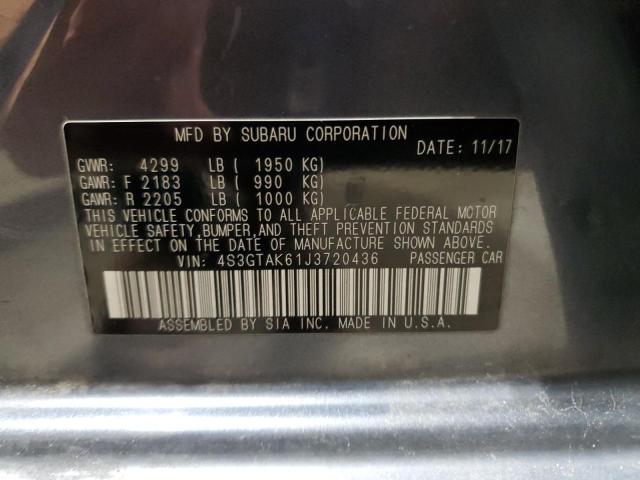 MFD BY SUBARU CORPORATION
DATE: 11/17
GVWR: 4299 LB ( 1950 KG)
GAWR: F 2183 LB ( 990 KG)
GAWR: R 2205 LB ( 1000 KG)
THIS VEHICLE CONFORMS TO ALL APPLICABLE FEDERAL MOTOR
VEHICLE SAFETY, BUMPER, AND THEFT PREVENTION STANDARDS
IN EFFECT ON THE DATE OF MANUFACTURE SHOWN ABOVE.
VIN: 4S3GTAK61J3720436 PASSENGER CAR
ASSEMBLED BY SIA INC. MADE IN U.S.A.